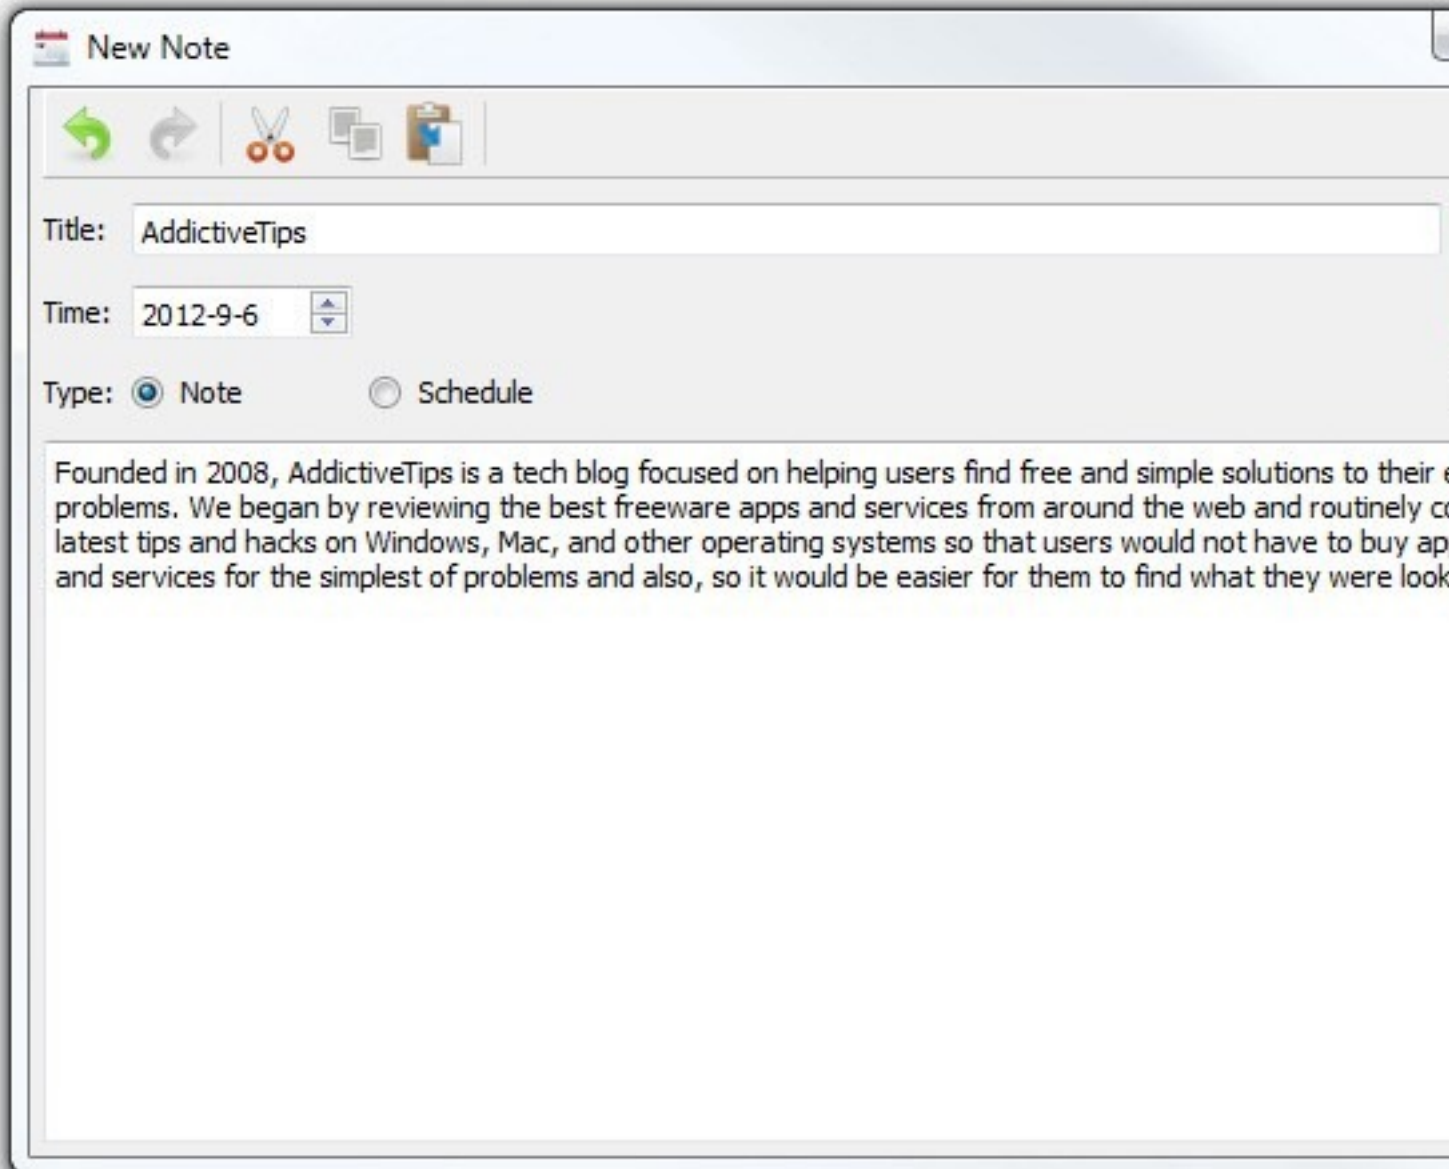 New Note
Title: AddictiveTips
Time: 2012-9-6
Type: Note Schedule
Founded in 2008, AddictiveTips is a tech blog focused on helping users find free and simple solutions to their
problems. We began by reviewing the best freeware apps and services from around the web and routinely
latest tips and hacks on Windows, Mac, and other operating systems so that users would not have to buy
and services for the simplest of problems and also, so it would be easier for them to find what they were